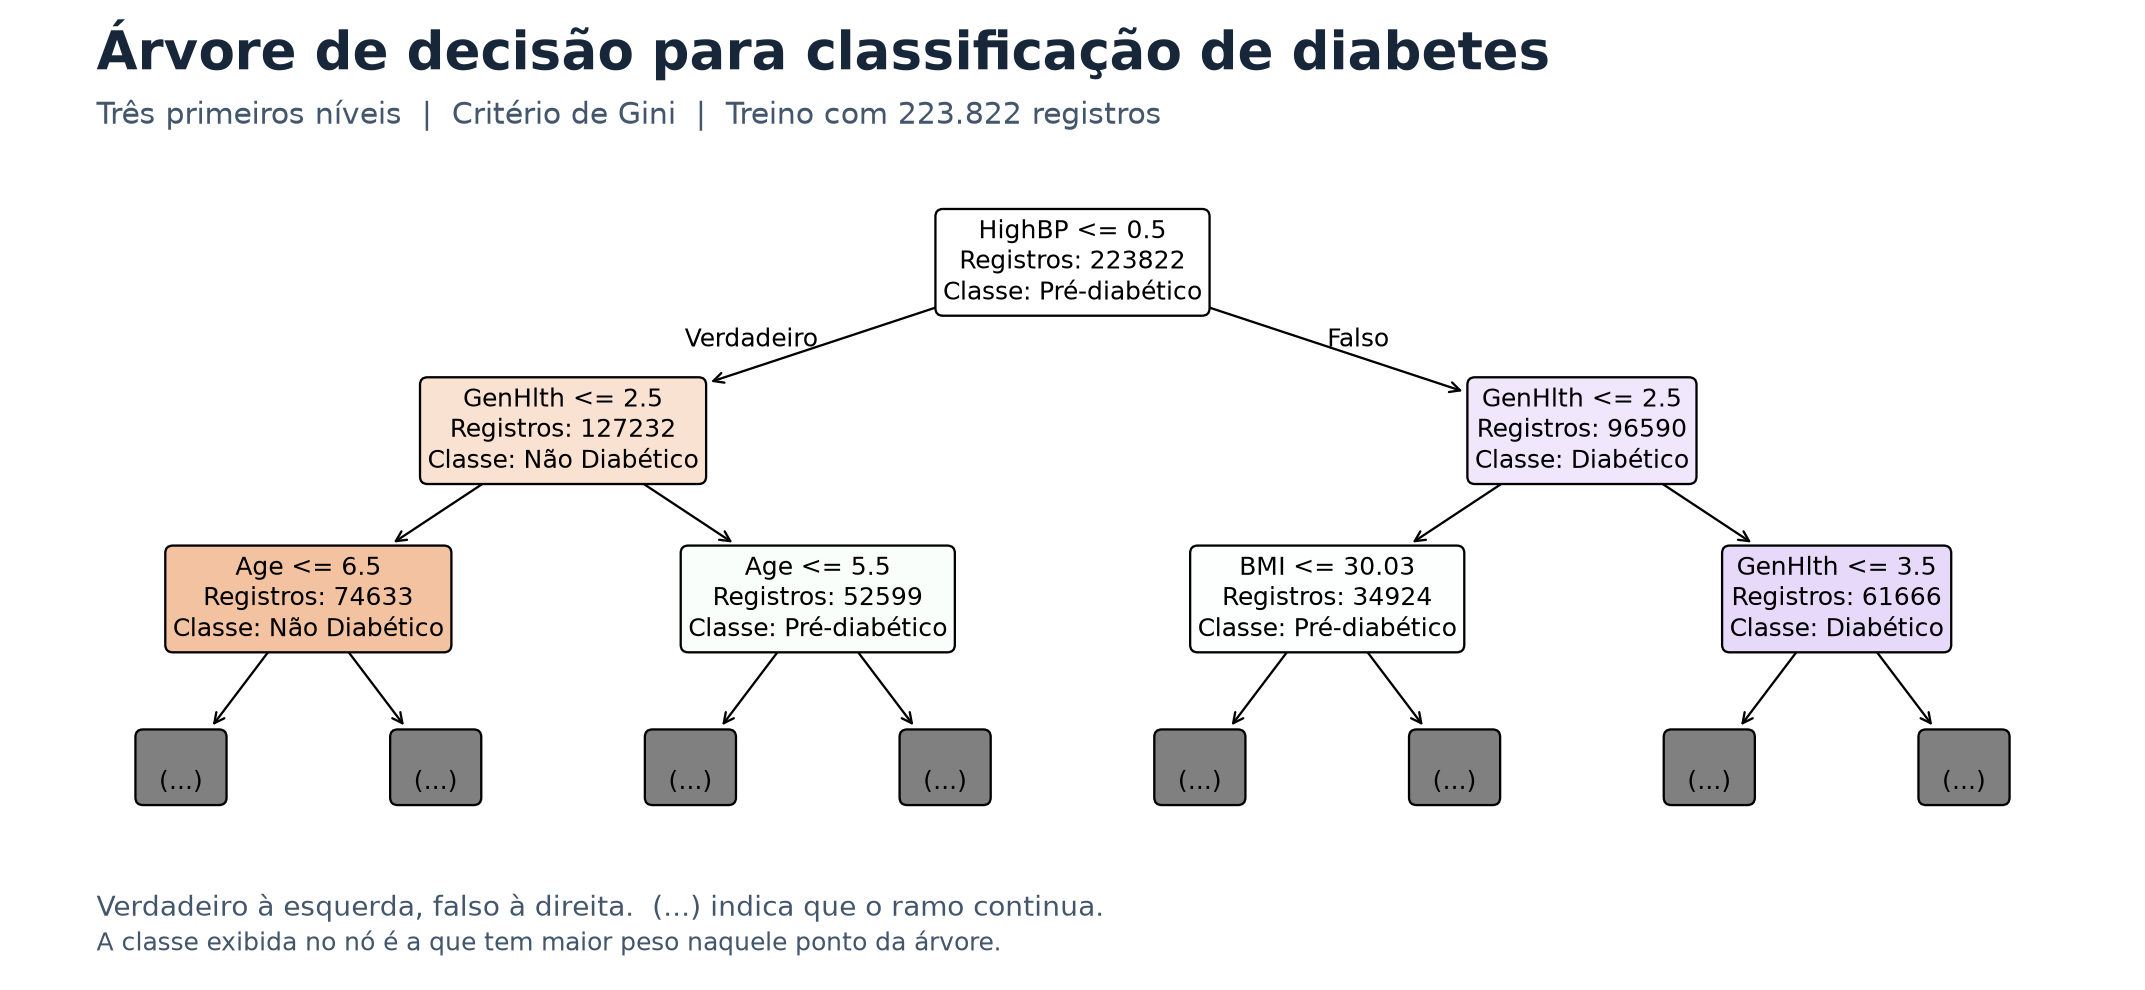 Árvore de decisão para classificação de diabetes
Três primeiros níveis | Critério de Gini | Treino com 223.822 registros
HighBP <= 0.5
Registros: 223822
Classe: Pré-diabético
Verdadeiro
Falso
GenHlth <= 2.5
Registros: 127232
Classe: Não Diabético
GenHlth <= 2.5
Registros: 96590
Classe: Diabético
Age <= 6.5
Registros: 74633
Classe: Não Diabético
Age <= 5.5
Registros: 52599
Classe: Pré-diabético
BMI <= 30.03
Registros: 34924
Classe: Pré-diabético
GenHlth <= 3.5
Registros: 61666
Classe: Diabético
(...)
(...)
(...)
(...)
(...)
(...)
(...)
(...)
Verdadeiro à esquerda, falso à direita. (...) indica que o ramo continua.
A classe exibida no nó é a que tem maior peso naquele ponto da árvore.